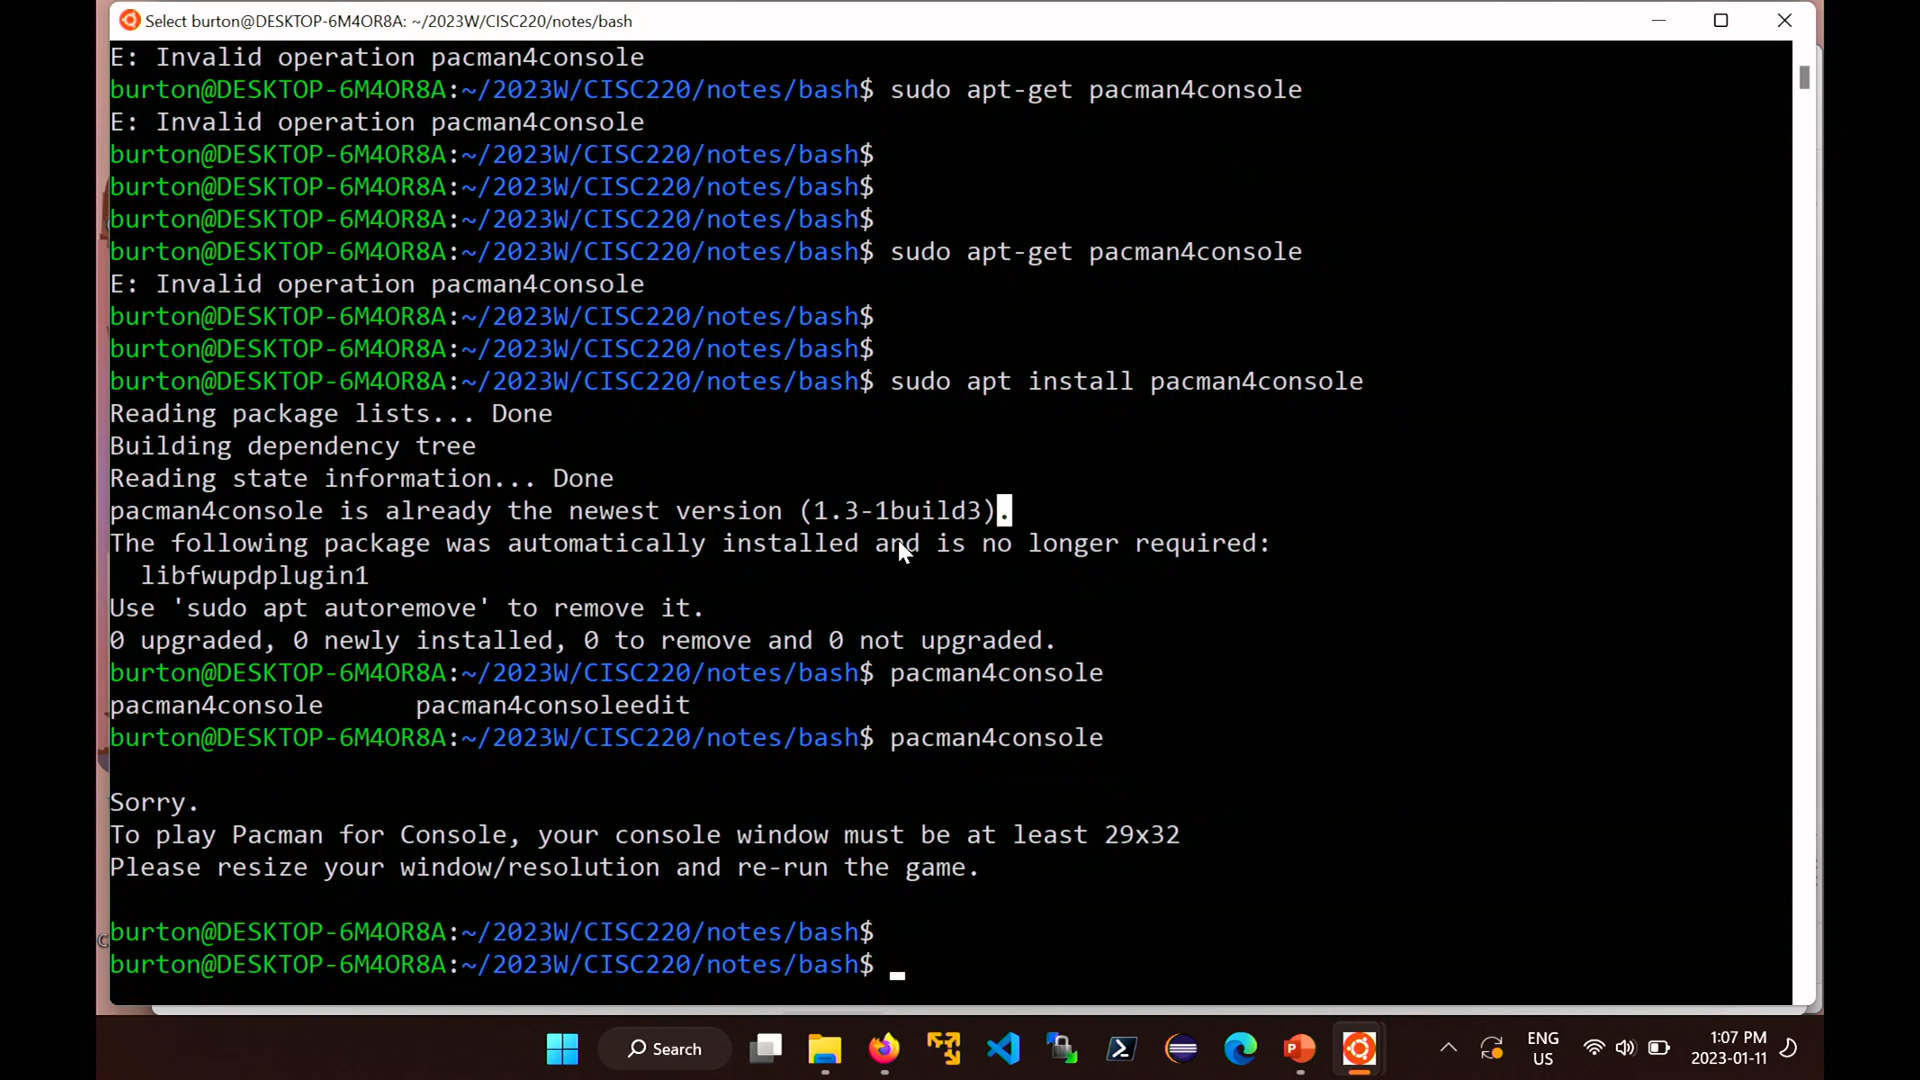 Select burton@DESKTOP-6M4OR8A: ~/2023W/CISC220/notes/bash
E: Invalid operation pacman4console
burton@DESKTOP-6M4OR8A:~/2023W/CISC220/notes/bash$ sudo apt-get pacman4console
E: Invalid operation pacman4console
burton@DESKTOP-6M4OR8A:~/2023W/CISC220/notes/bash$
burton@DESKTOP-6M4OR8A:~/2023W/CISC220/notes/bash$
burton@DESKTOP-6M4OR8A:~/2023W/CISC220/notes/bash$
burton@DESKTOP-6M4OR8A:~/2023W/CISC220/notes/bash$ sudo apt-get pacman4console
E: Invalid operation pacman4console
burton@DESKTOP-6M4OR8A:~/2023W/CISC220/notes/bash$
burton@DESKTOP-6M4OR8A:~/2023W/CISC220/notes/bash$
burton@DESKTOP-6M4OR8A:~/2023W/CISC220/notes/bash$ sudo apt install pacman4console
Reading package lists... Done
Building dependency tree
Reading state information... Done
pacman4console is already the newest version (1.3-1build3).
The following package was automatically installed and is no longer required:
  libfwupdplugin1
Use 'sudo apt autoremove' to remove it.
0 upgraded, 0 newly installed, 0 to remove and 0 not upgraded.
burton@DESKTOP-6M4OR8A:~/2023W/CISC220/notes/bash$ pacman4console
pacman4console      pacman4consoleedit
burton@DESKTOP-6M4OR8A:~/2023W/CISC220/notes/bash$ pacman4console
Sorry.
To play Pacman for Console, your console window must be at least 29x32
Please resize your window/resolution and re-run the game.
burton@DESKTOP-6M4OR8A:~/2023W/CISC220/notes/bash$
burton@DESKTOP-6M4OR8A:~/2023W/CISC220/notes/bash$
Search
ENG
US
1:07 PM
2023-01-11